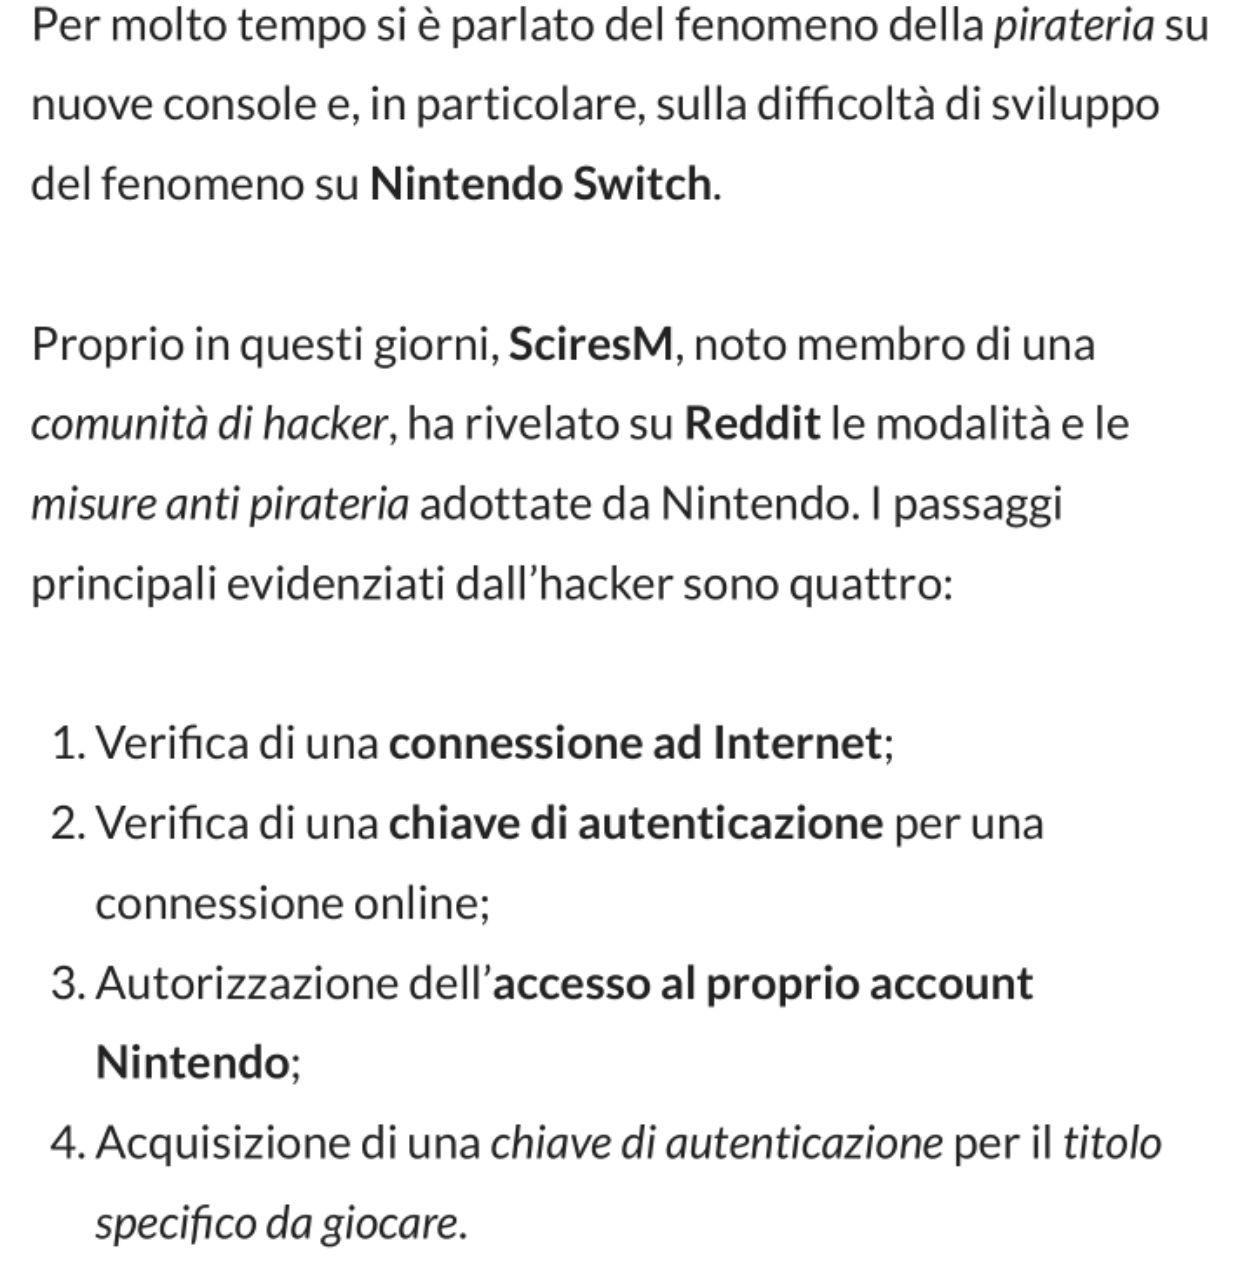 Per molto tempo si è parlato del fenomeno della pirateria su
nuove console e, in particolare, sulla difficoltà di sviluppo
del fenomeno su Nintendo Switch.
Proprio in questi giorni, SciresM, noto membro di una
comunità di hacker, ha rivelato su Reddit le modalità e le
misure anti pirateria adottate da Nintendo. I passaggi
principali evidenziati dall’hacker sono quattro:
1. Verifica di una connessione ad Internet;
2. Verifica di una chiave di autenticazione per una
connessione online;
3. Autorizzazione dell’accesso al proprio account
Nintendo;
4. Acquisizione di una chiave di autenticazione per il titolo
specifico da giocare.